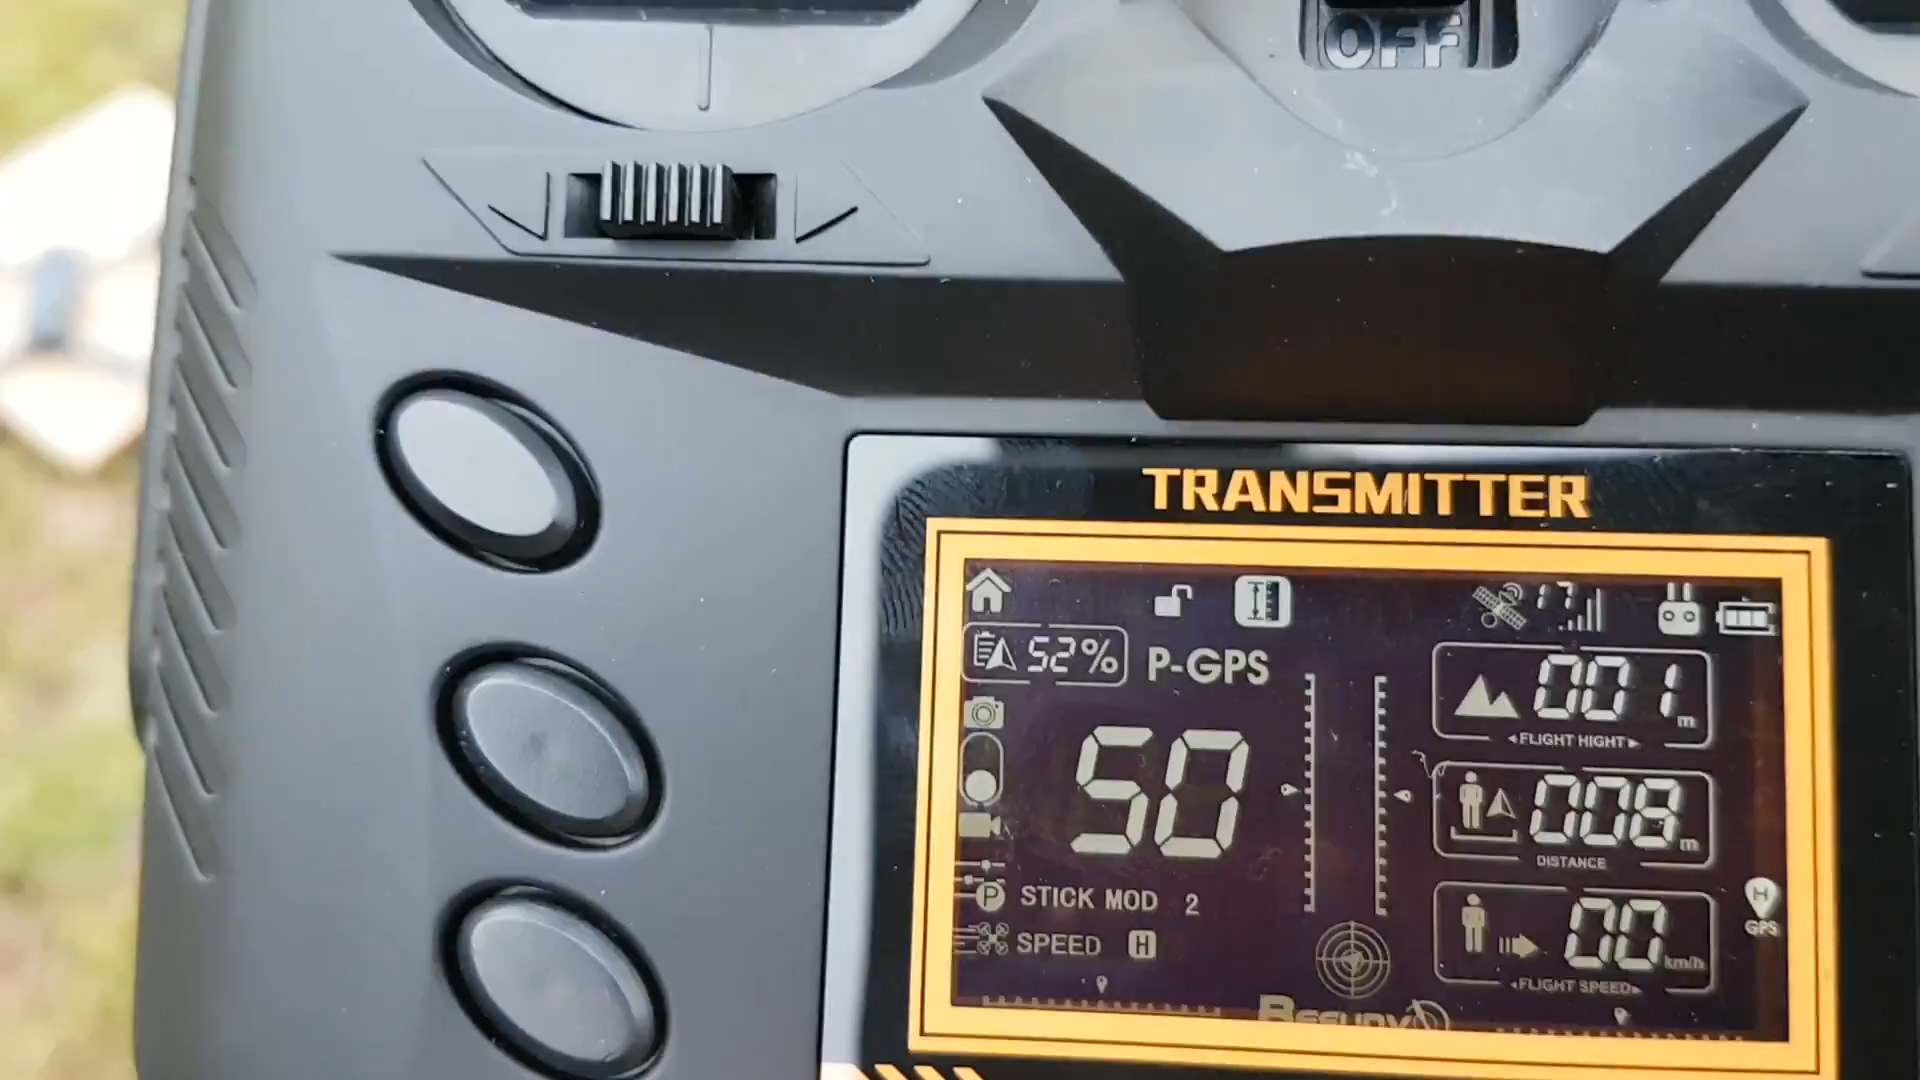 OFF
TRANSMITTER
17
52% P-GPS
001 m
FLIGHT HIGHT
50
008 m
DISTANCE
P STICK MOD 2
H
GPS
SPEED H
00 km/h
FLIGHT SPEED